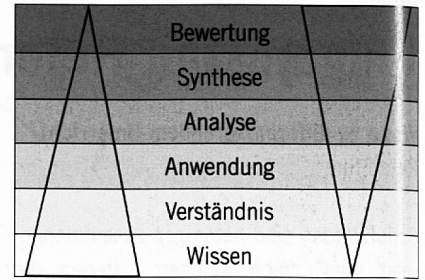 Bewertung
Synthese
Analyse
Anwendung
Verständnis
Wissen